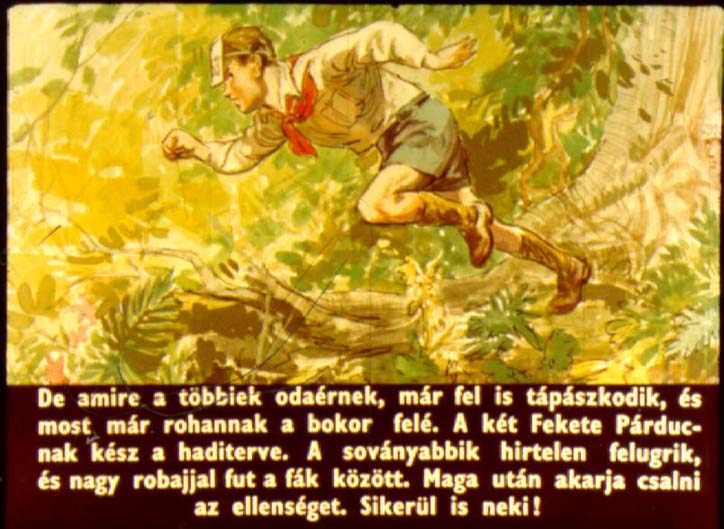 De amire a többiek odaérnek, már fel is tápászkodik, és
most már rohannak a bokor felé. A két Fekete Párduc-
nak kész a haditerve. A soványabbik hirtelen felugrik,
és nagy robajjal fut a fák között. Maga után akarja csalni
az ellenséget. Sikerül is neki!